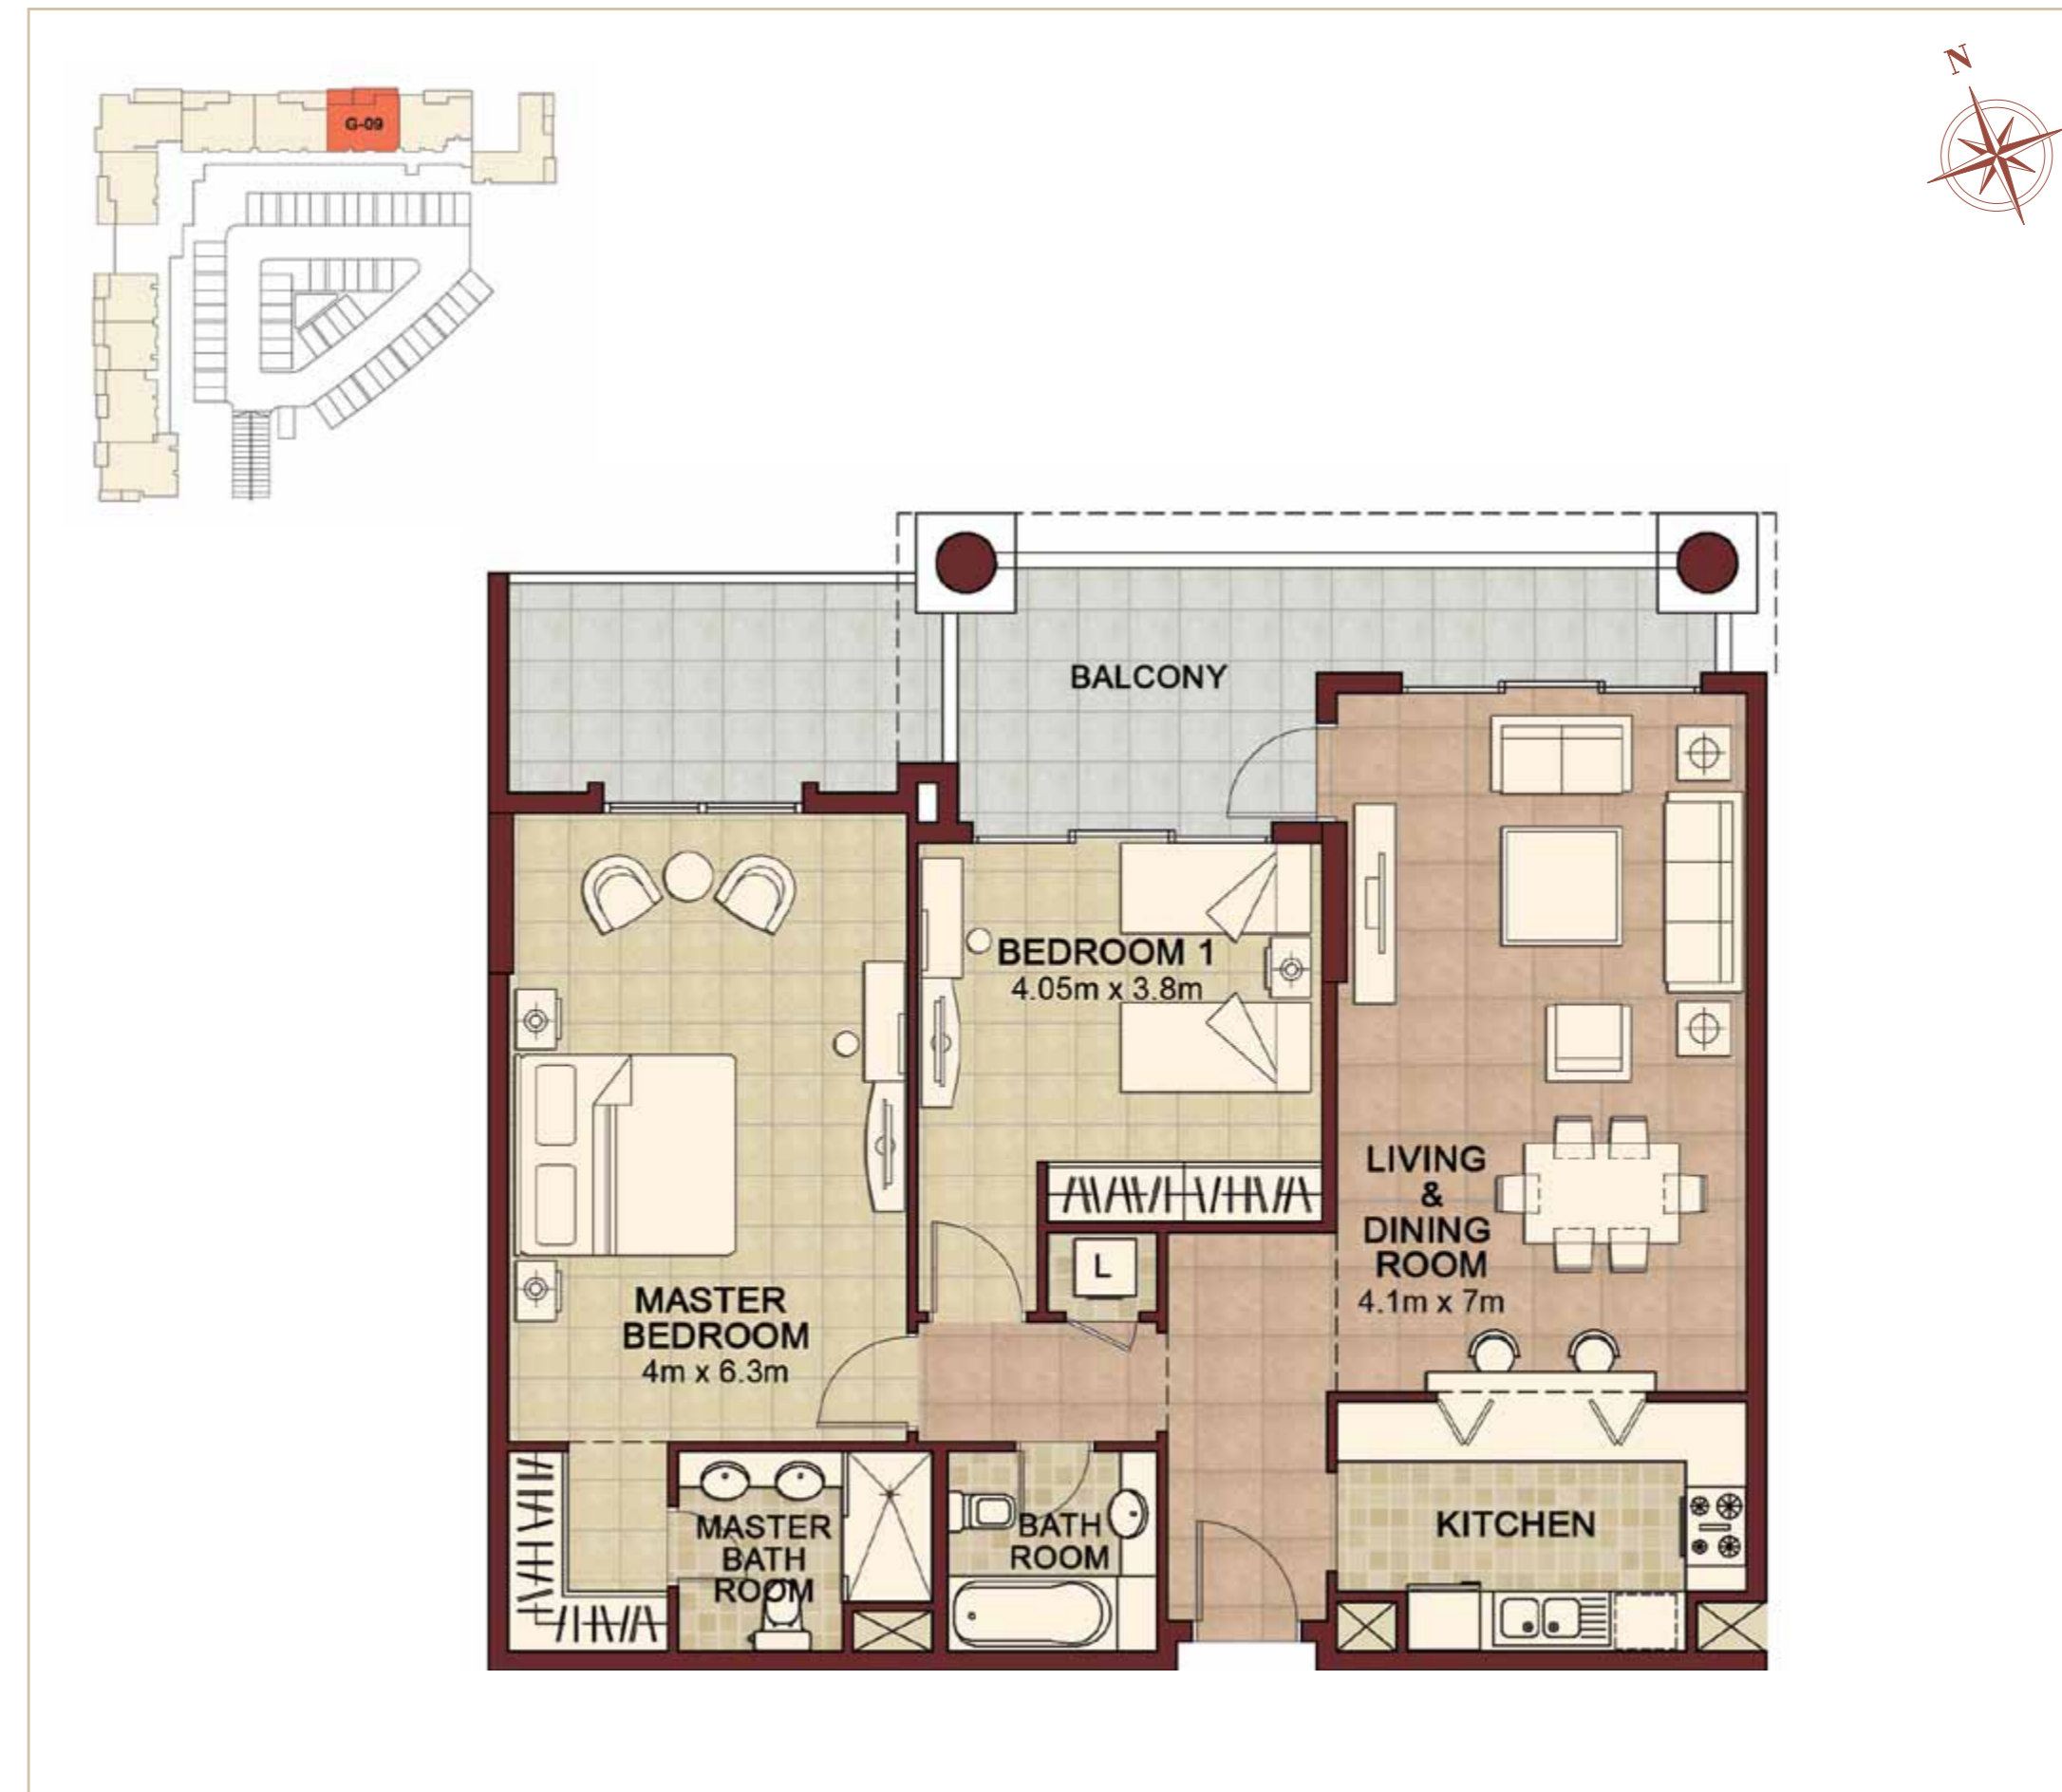 N
G-09
BALCONY
BEDROOM 1
4.05m x 3.8m
LIVING
&
DINING
ROOM
4.1m x 7m
L
MASTER
BEDROOM
4m x 6.3m
MASTER
BATH
ROOM
BATH
ROOM
KITCHEN